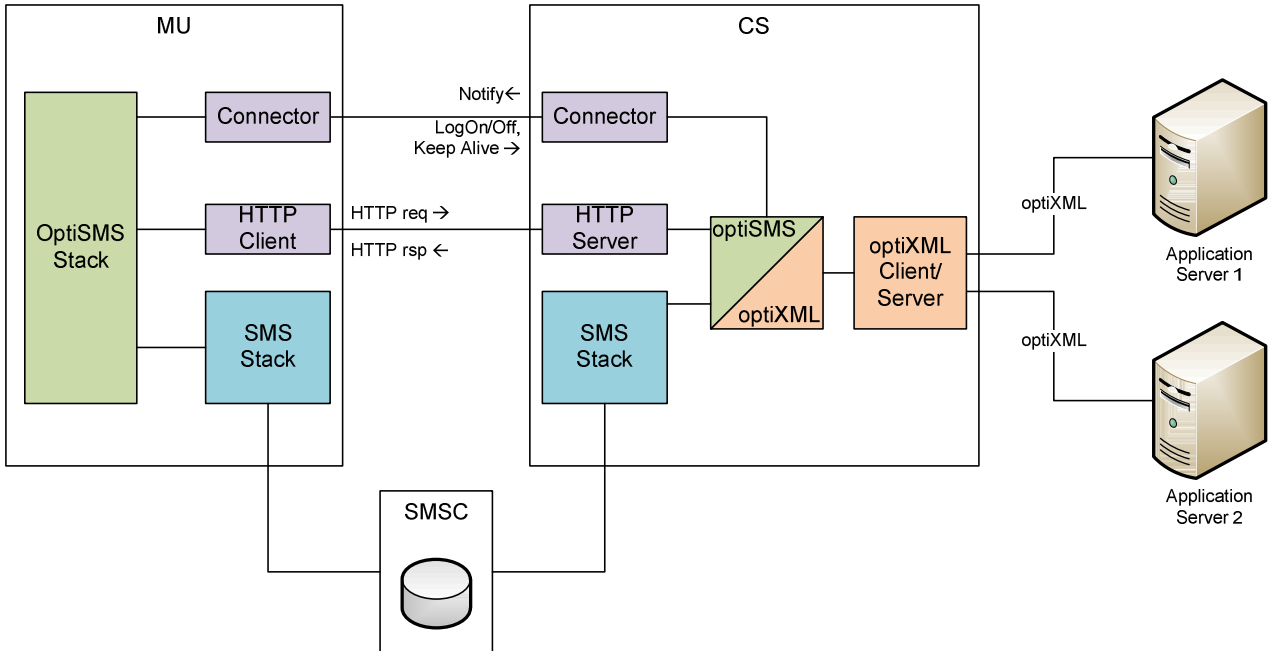 MU
CS
OptiSMS
Stack
Connector
Notify←
LogOn/Off,
Keep Alive →
Connector
HTTP
Client
HTTP req →
HTTP rsp ←
HTTP
Server
SMS
Stack
SMS
Stack
optiSMS
optiXML
optiXML
Client/
Server
optiXML
optiXML
Application
Server 1
Application
Server 2
SMSC